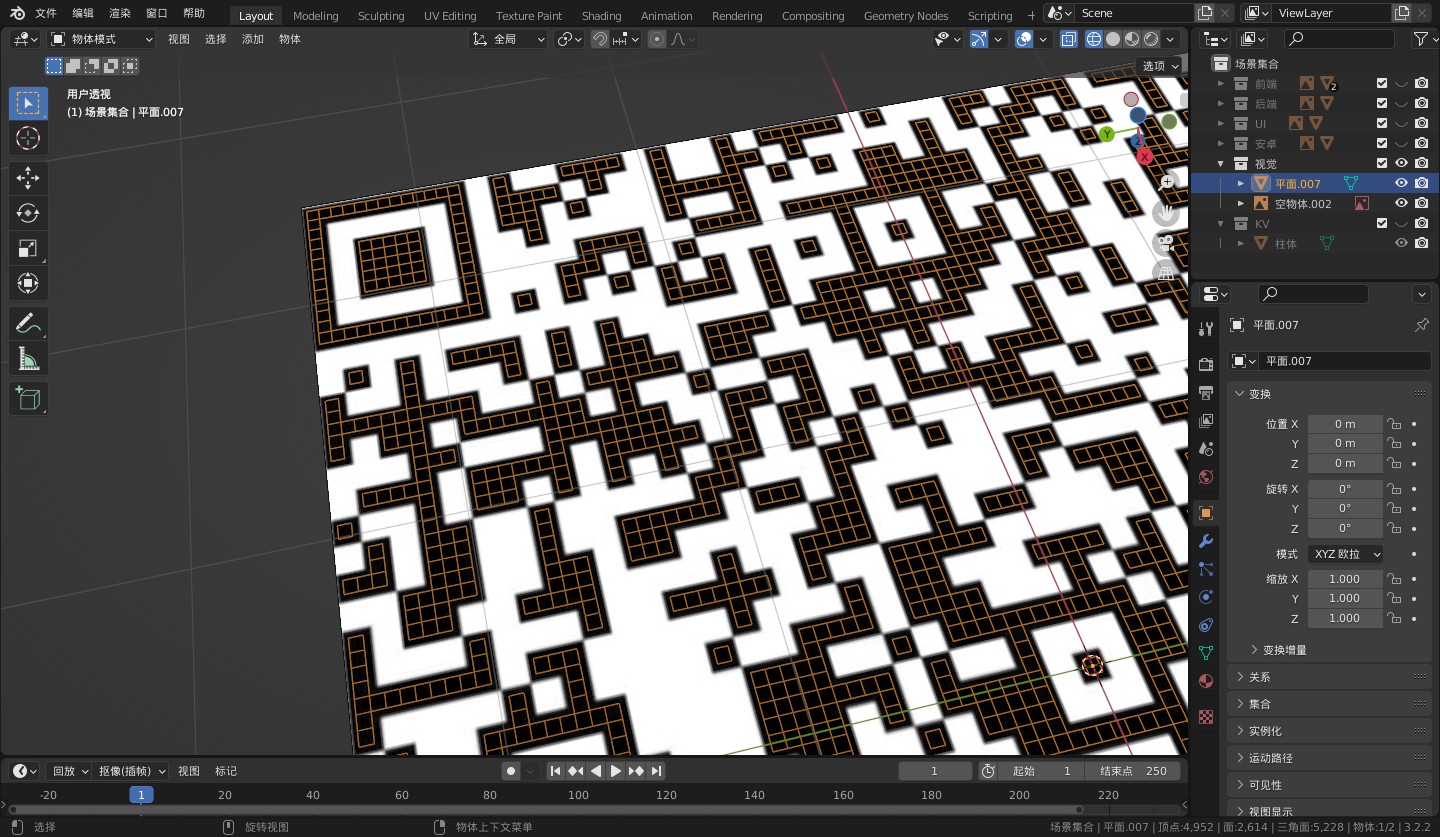 文件 编辑 渲染 窗口 帮助 Layout Modeling Sculpting UV Editing Texture Paint Shading Animation Rendering Compositing Geometry Nodes Scripting + Scene ViewLayer
物体模式 视图 选择 添加 物体 全局
选项
用户透视
(1) 场景集合 | 平面.007
Y
X
场景集合
前端 2
后端
UI
安卓
视觉
平面.007
空物体.002
KV
柱体
平面.007
平面.007
变换
位置 X 0 m
Y 0 m
Z 0 m
旋转 X 0°
Y 0°
Z 0°
模式 XYZ 欧拉
缩放 X 1.000
Y 1.000
Z 1.000
变换增量
关系
集合
实例化
运动路径
可见性
视图显示
回放 抠像(插帧) 视图 标记 1 起始 1 结束点 250
-20 1 20 40 60 80 100 120 140 160 180 200 220
选择 旋转视图 物体上下文菜单 场景集合 | 平面.007 | 顶点:4,952 | 面:2,614 | 三角面:5,228 | 物体:1/2 | 3.2.2